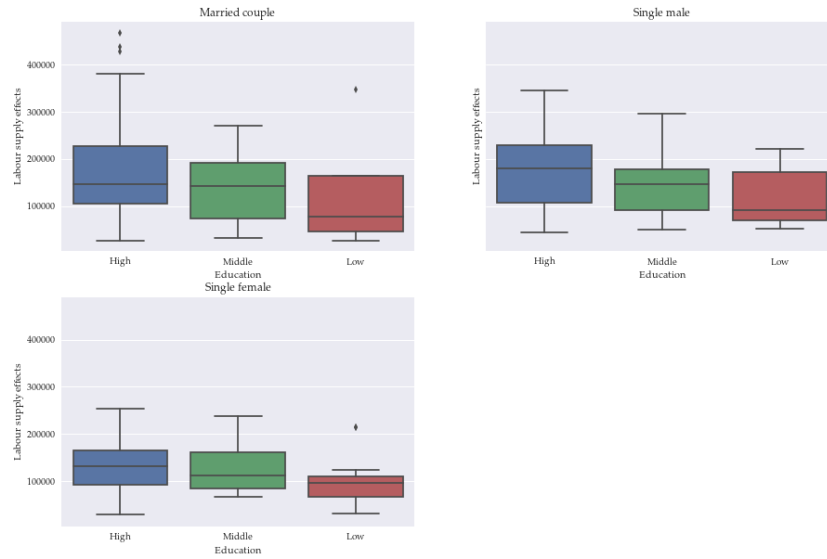 Married couple
Labour supply effects
400000
300000
200000
100000
High
Middle
Low
Education
Single male
Labour supply effects
High
Middle
Low
Education
Single female
Labour supply effects
400000
300000
200000
100000
High
Middle
Low
Education